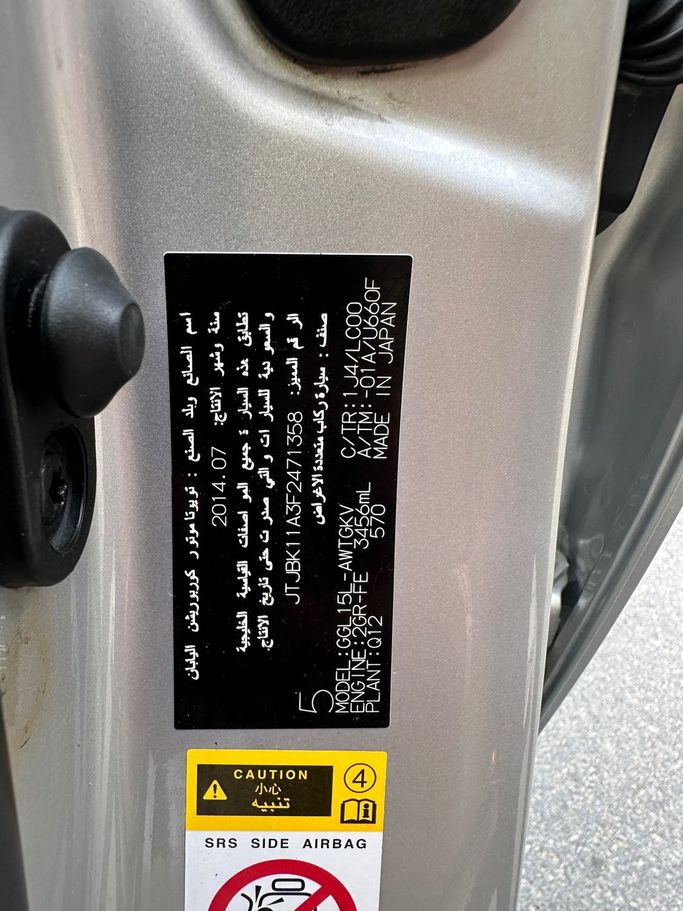 اسم الصانع وبلد الصنع : تويوتا موتور كوربوريشن اليابان
سنة وشهر الانتاج: 2014.07
تطابق هذه السيارة جميع المواصفات القياسية الخليجية
والسعودية للسيارات والتي صدرت حتى تاريخ الانتاج.
الرقم المميز: JTJBK11A3F2471358
صنف : سيارة ركاب متعددة الاغراض
5
MODEL:GGL15L-AWTGKV C/TR:1J4/LC00
ENGINE:2GR-FE 3456mL A/TM:-01A/U660F
PLANT:Q12 570 MADE IN JAPAN
CAUTION
小心
تنبيه
4
SRS SIDE AIRBAG